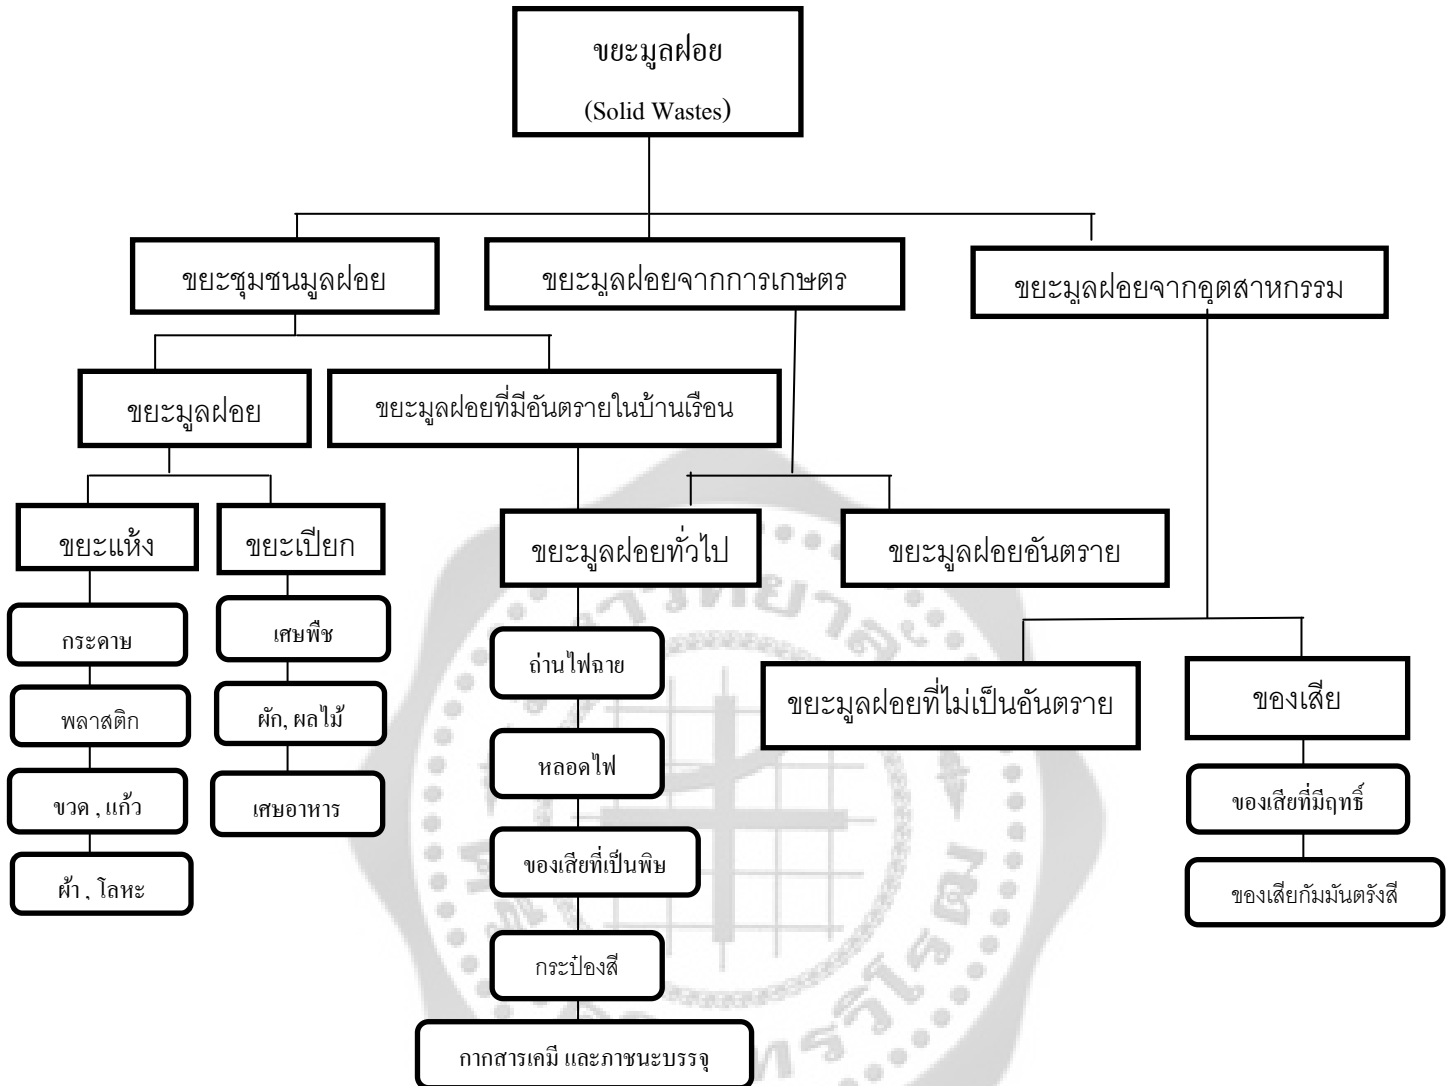 ขยะมูลฝอย
(Solid Wastes)
ขยะชุมชนมูลฝอย
ขยะมูลฝอยจากการเกษตร
ขยะมูลฝอยจากอุตสาหกรรม
ขยะมูลฝอย
ขยะมูลฝอยที่มีอันตรายในบ้านเรือน
ขยะแห้ง
ขยะเปียก
ขยะมูลฝอยทั่วไป
ขยะมูลฝอยอันตราย
กระดาษ
เศษพืช
ถ่านไฟฉาย
ขยะมูลฝอยที่ไม่เป็นอันตราย
ของเสีย
พลาสติก
ผัก, ผลไม้
หลอดไฟ
ของเสียที่มีฤทธิ์
ขวด , แก้ว
เศษอาหาร
ของเสียที่เป็นพิษ
ของเสียกัมมันตรังสี
ผ้า , โลหะ
กระป๋องสี
กากสารเคมี และภาชนะบรรจุ